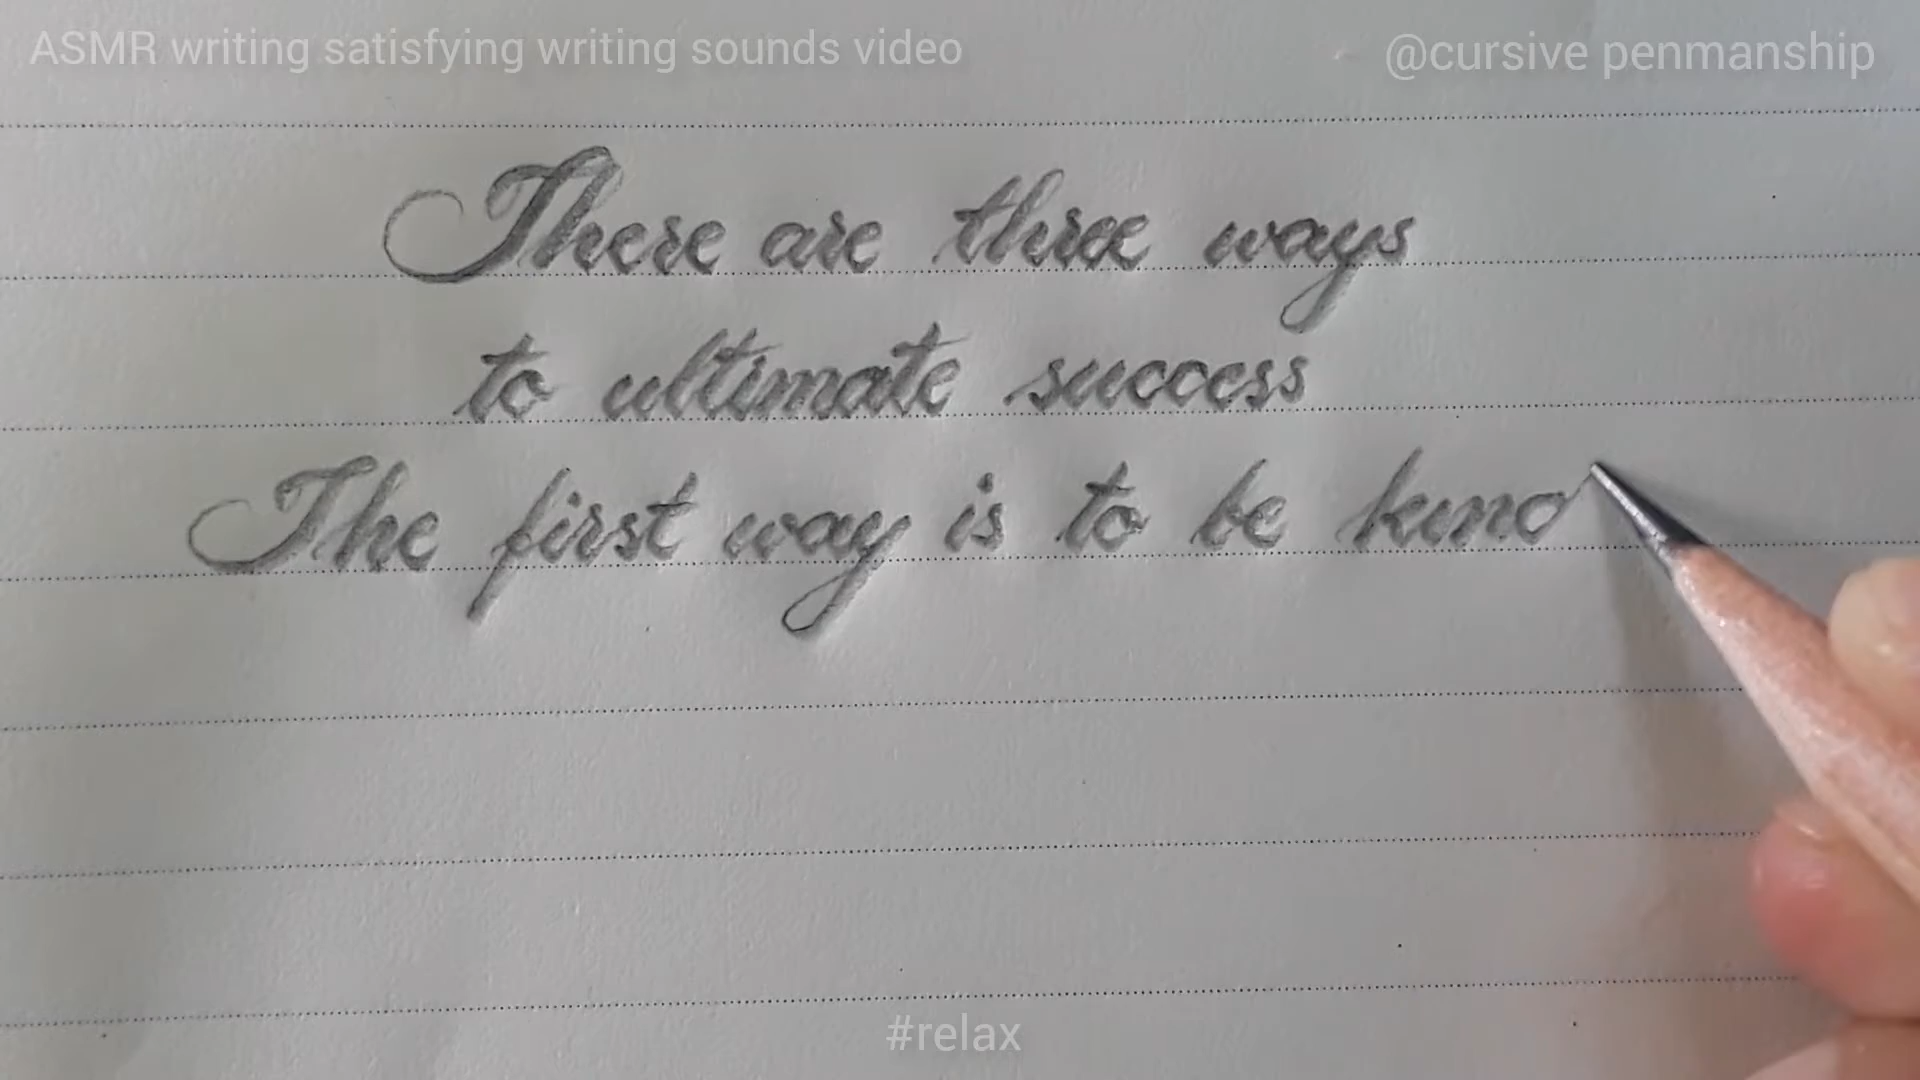 ASMR writing satisfying writing sounds video
@cursive penmanship
There are three ways
to ultimate success
The first way is to be kind
#relax